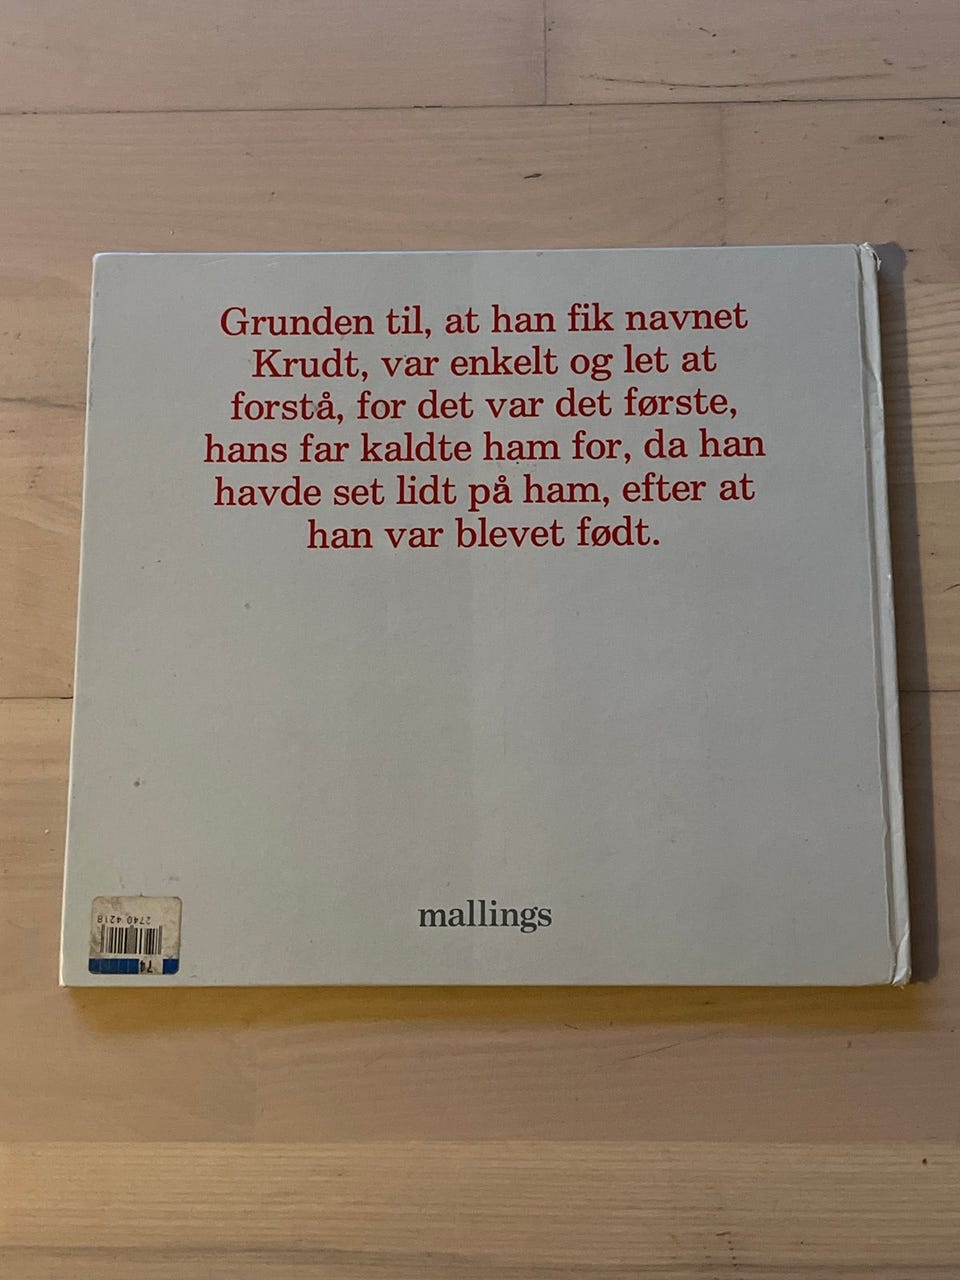 Grunden til, at han fik navnet
Krudt, var enkelt og let at
forstå, for det var det første,
hans far kaldte ham for, da han
havde set lidt på ham, efter at
han var blevet født.
mallings
2740 4218
74